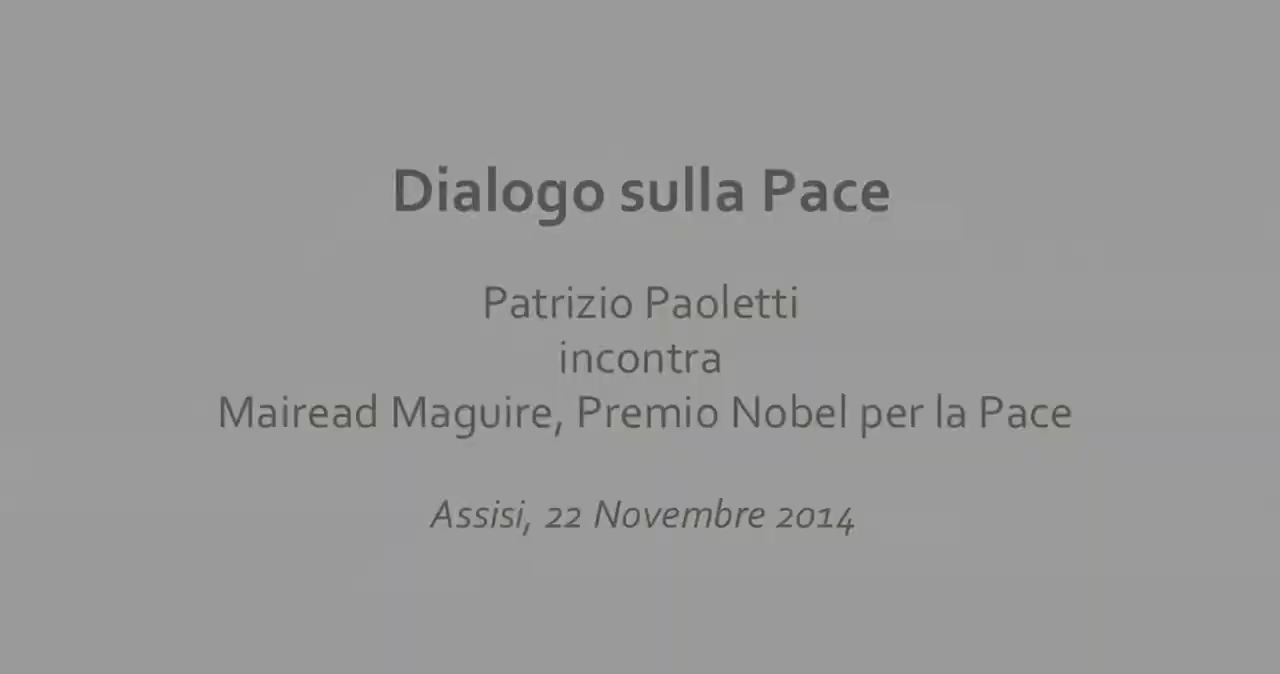 Dialogo sulla Pace
Patrizio Paoletti
incontra
Mairead Maguire, Premio Nobel per la Pace
Assisi, 22 Novembre 2014